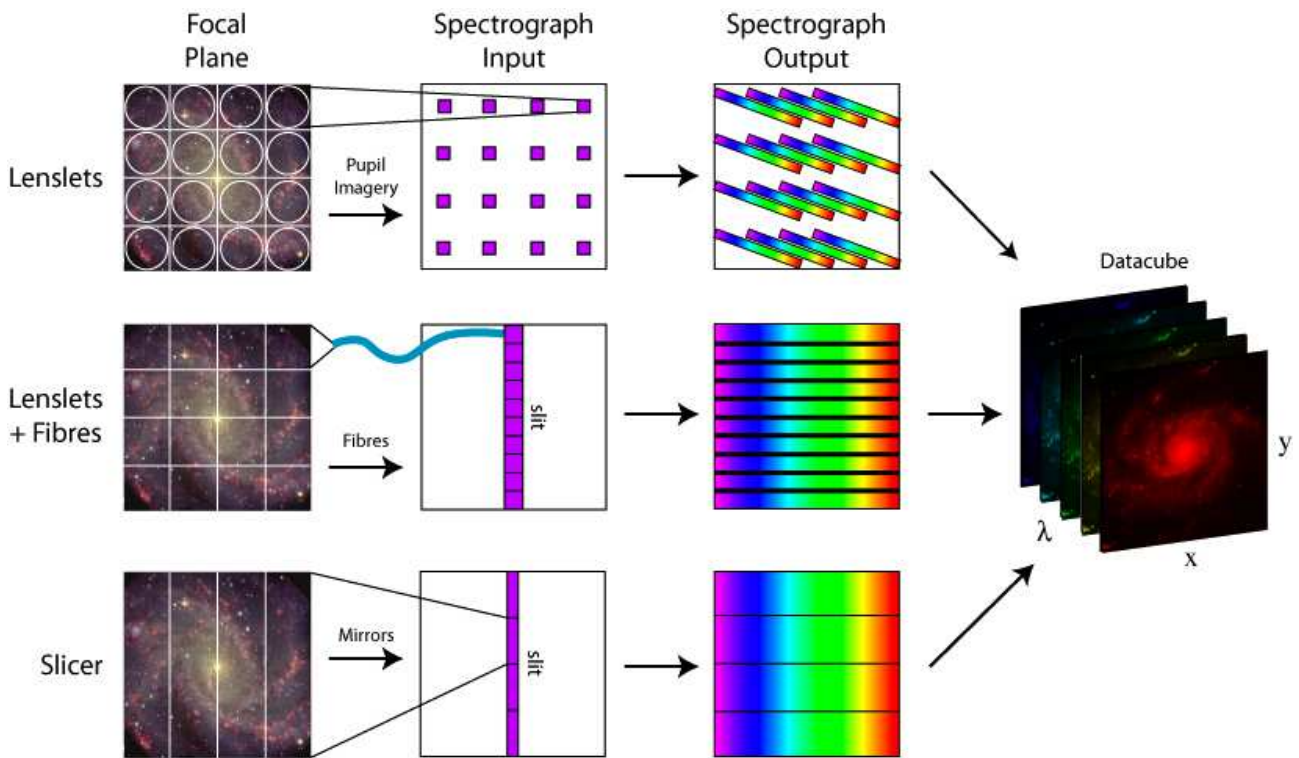 Focal
Plane
Spectrograph
Input
Spectrograph
Output
Lenslets
Pupil
Imagery
Datacube
Lenslets
+ Fibres
Fibres
slit
y
λ
x
Slicer
Mirrors
slit